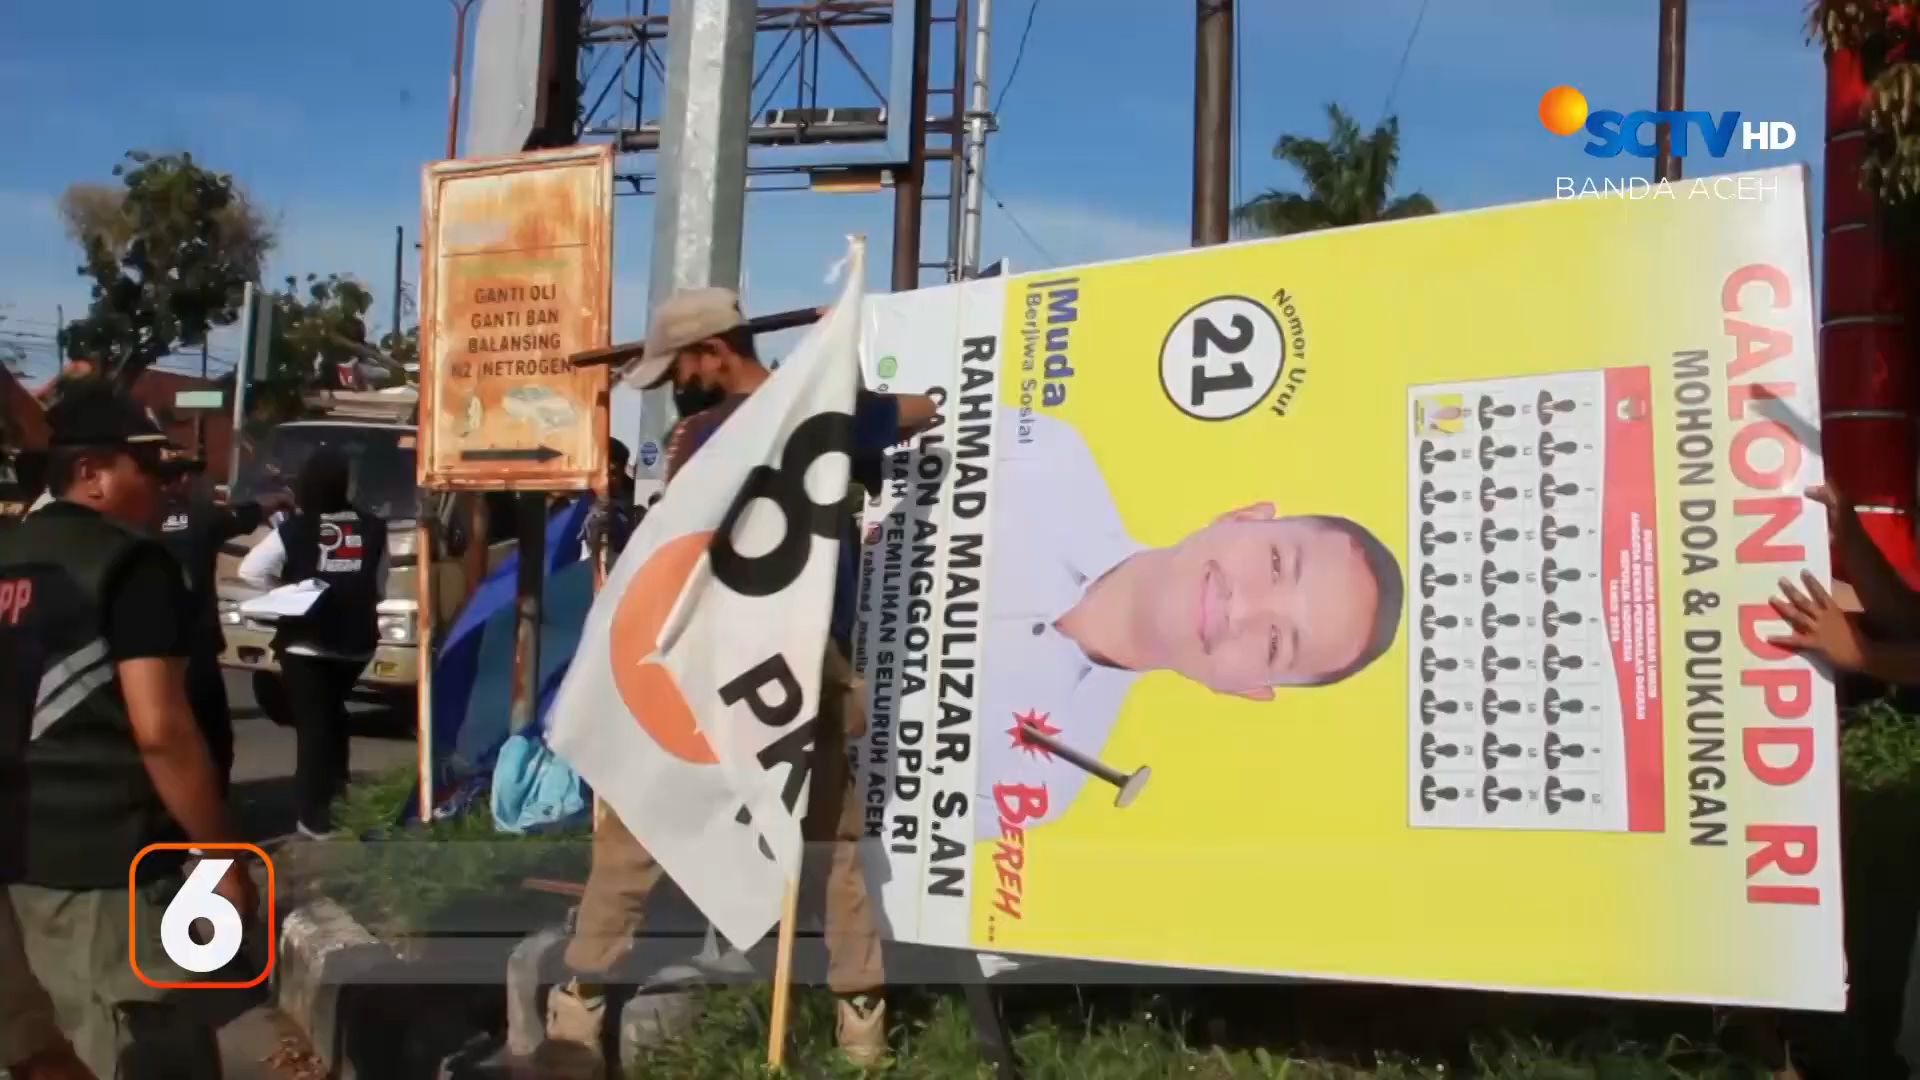 SCTV HD
BANDA ACEH
GANTI OLI
GANTI BAN
BALANSING
N2 (NETROGEN
CALON DPD RI
MOHON DOA & DUKUNGAN
Nomor Urut
21
Muda
Berjiwa Sosial
BEREH...
RAHMAD MAULIZAR, S.AN
CALON ANGGOTA DPD RI
PEMILIHAN SELURUH ACEH
8
PK
PP
6